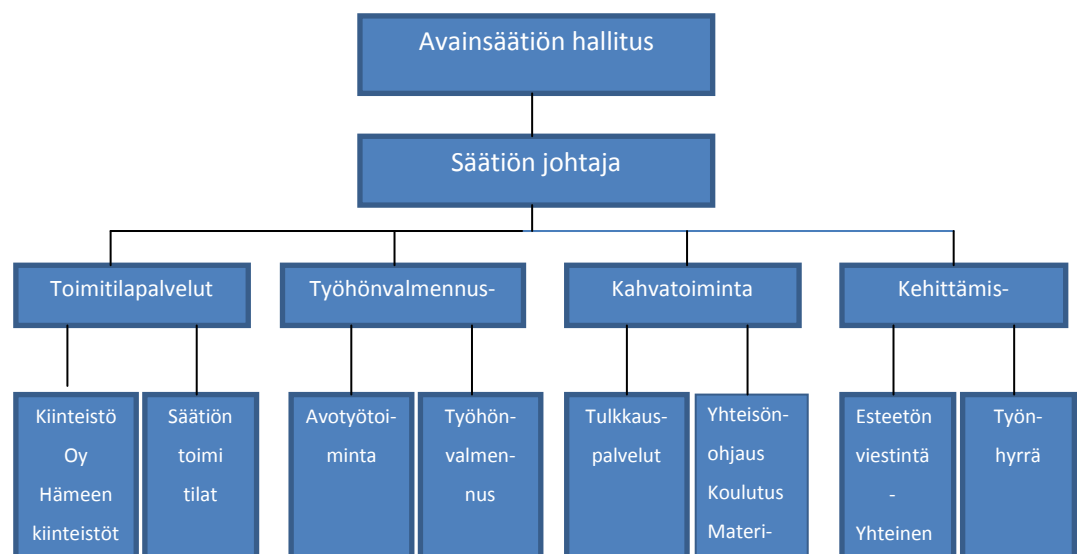 Avainsäätiön hallitus
Säätiön johtaja
Toimitilapalvelut
Työhönvalmennus-
Kahvatoiminta
Kehittämis-
Kiinteistö
Oy
Hämeen
kiinteistöt
Säätiön
toimi
tilat
Avotyötoi-
minta
Työhön-
valmen-
nus
Tulkkaus-
palvelut
Yhteisön-
ohjaus
Koulutus
Materi-
Esteetön
viestintä
-
Yhteinen
Työn-
hyrrä